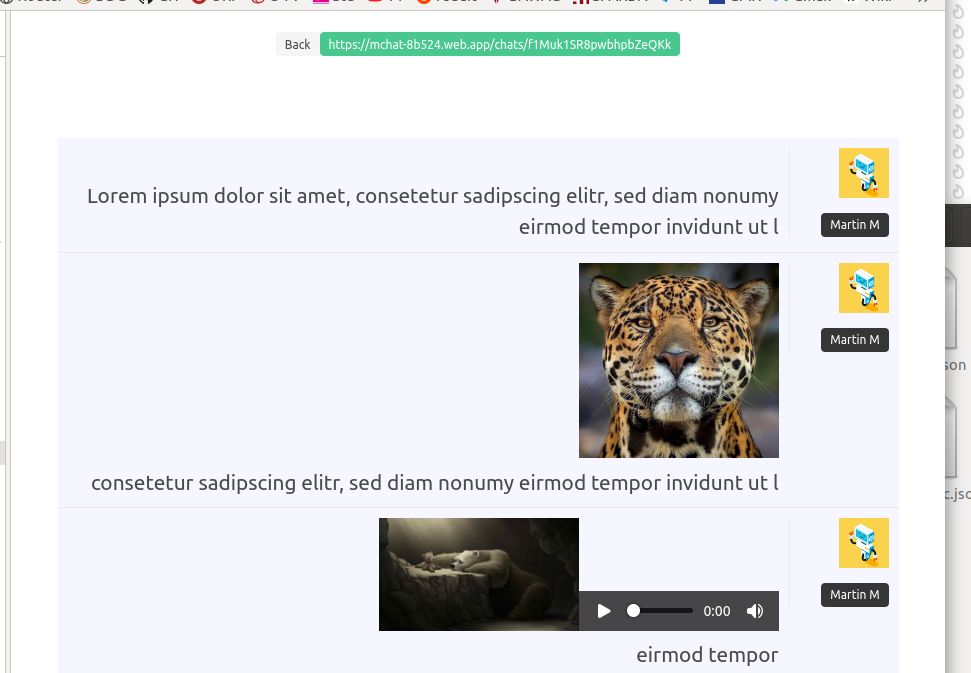 Back https://mchat-8b524.web.app/chats/f1Muk1SR8pwbhpbZeQKk
Lorem ipsum dolor sit amet, consetetur sadipscing elitr, sed diam nonumy
eirmod tempor invidunt ut l
Martin M
Martin M
son
consetetur sadipscing elitr, sed diam nonumy eirmod tempor invidunt ut l
c.jso
Martin M
0:00
eirmod tempor